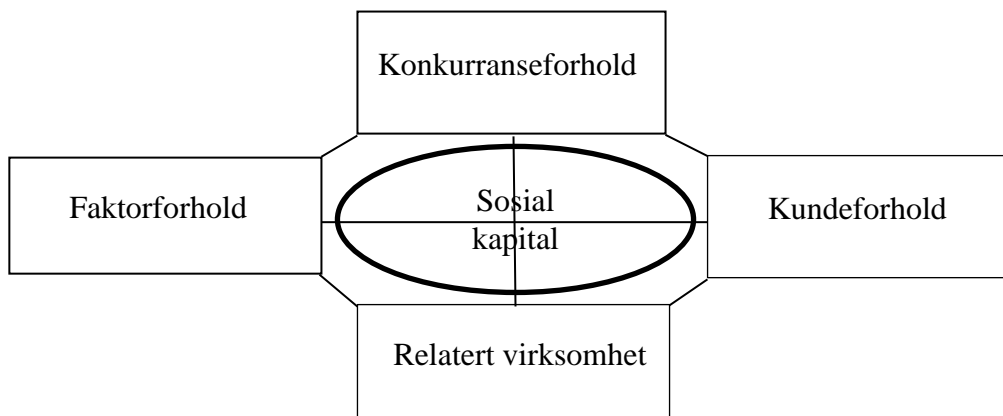 Konkurranseforhold
Faktorforhold
Sosial
kapital
Kundeforhold
Relatert virksomhet